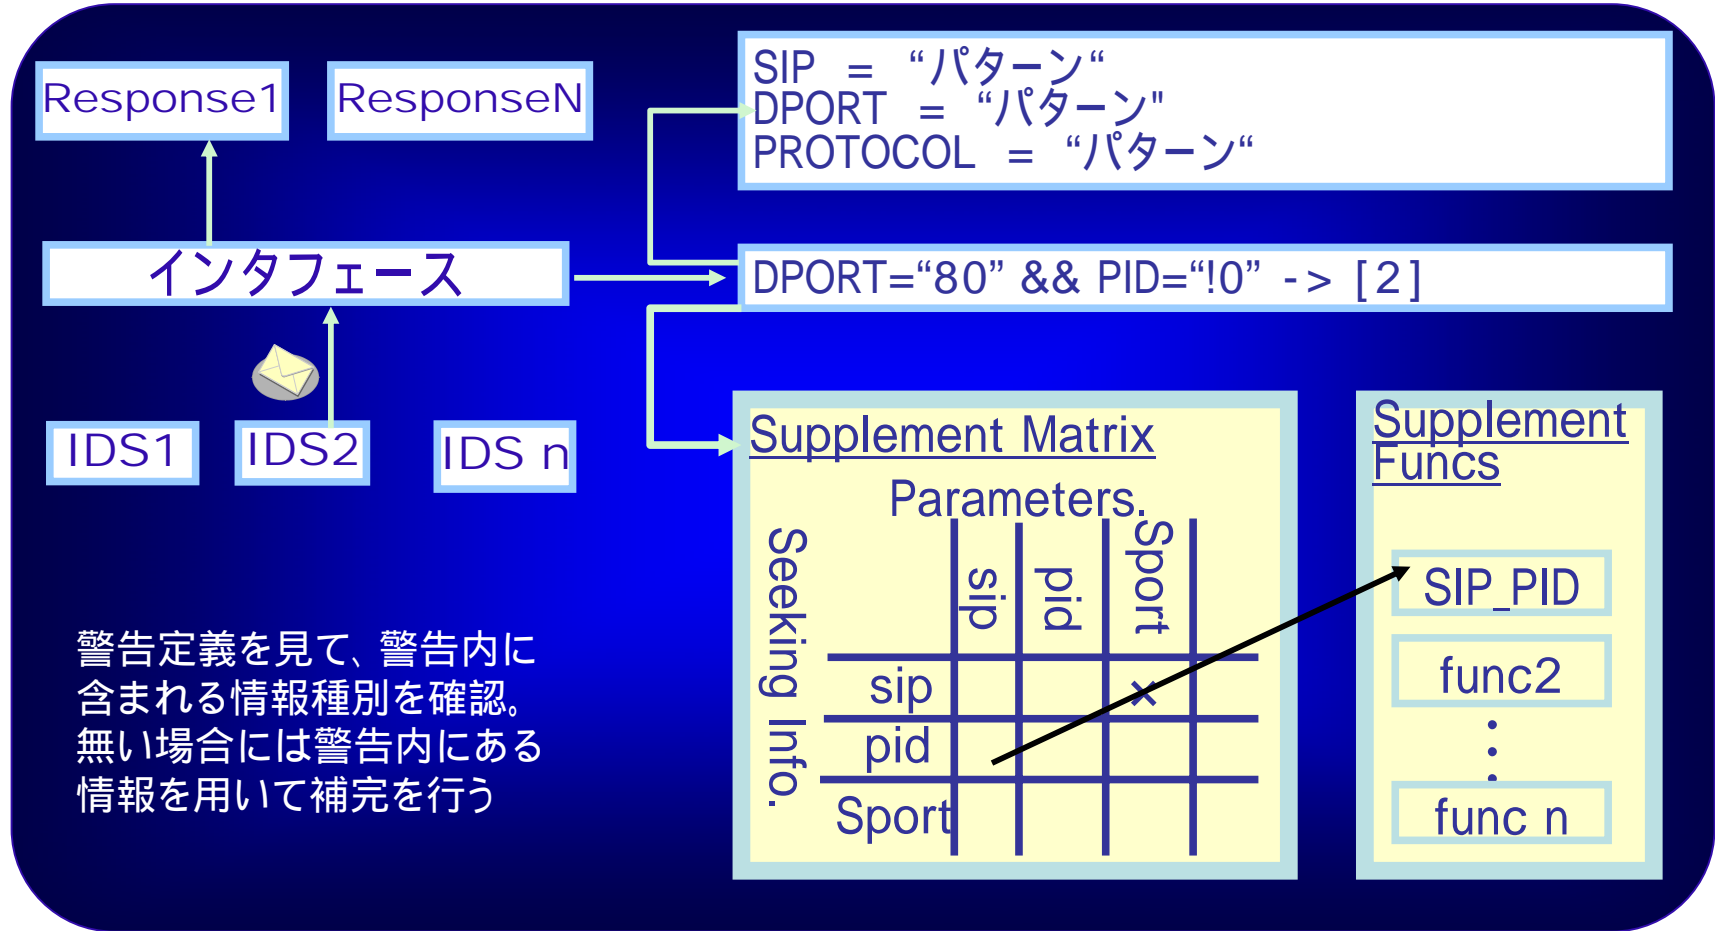 Response1
ResponseN
SIP = “パターン“
DPORT = “パターン"
PROTOCOL = “パターン“
インタフェース
DPORT=“80” && PID=“!0” -> [2]
IDS1
IDS2
IDS n
Supplement Matrix
Parameters.
Seeking Info.
sip
pid
Sport
sip
×
pid
Sport
Supplement
Funcs
SIP_PID
func2
func n
警告定義を見て、警告内に
含まれる情報種別を確認。
無い場合には警告内にある
情報を用いて補完を行う